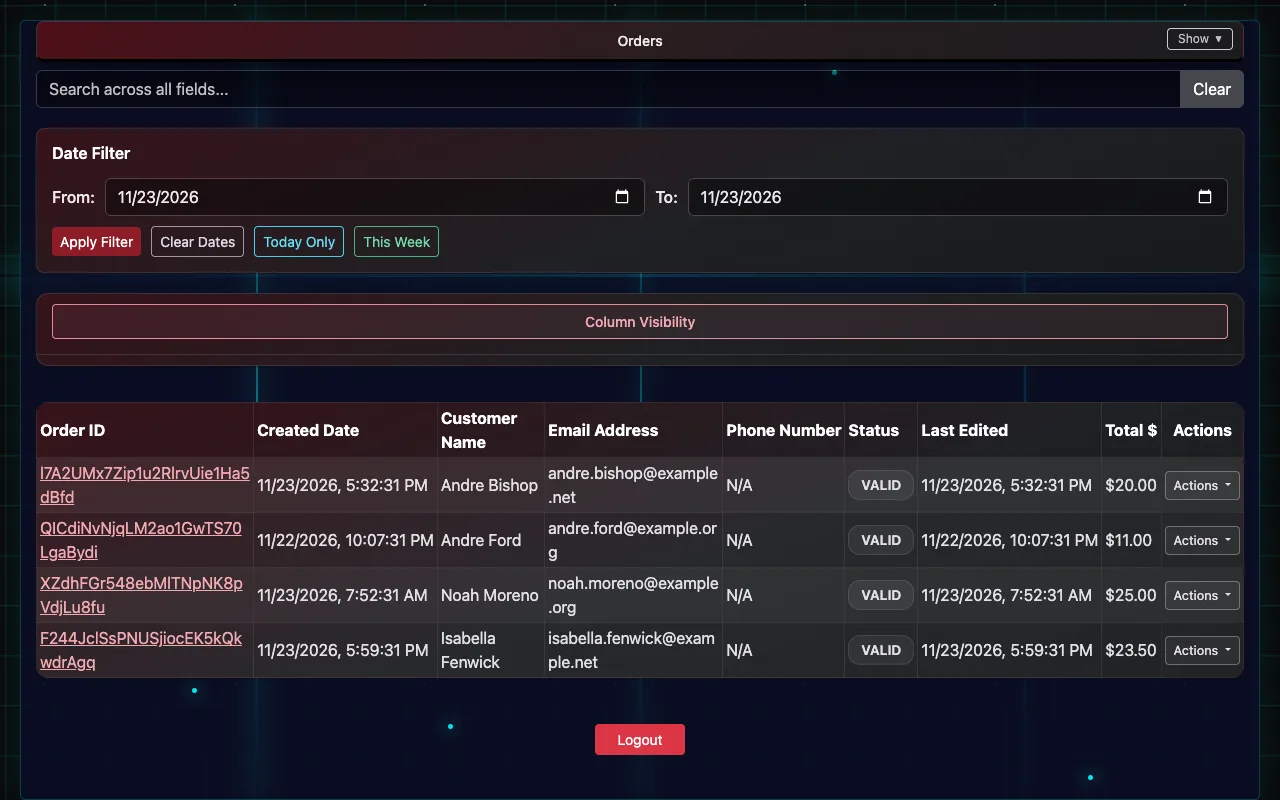 Orders
Show ▼
Search across all fields...
Clear
Date Filter
From:
11/23/2026
To:
11/23/2026
Apply Filter
Clear Dates
Today Only
This Week
Column Visibility
Order ID
Created Date
Customer
Name
Email Address
Phone Number
Status
Last Edited
Total $
Actions
I7A2UMx7Zip1u2RlrvUie1Ha5
dBfd
11/23/2026, 5:32:31 PM
Andre Bishop
andre.bishop@example
.net
N/A
VALID
11/23/2026, 5:32:31 PM
$20.00
Actions
QICdiNvNjqLM2ao1GwTS70
LgaBydi
11/22/2026, 10:07:31 PM
Andre Ford
andre.ford@example.or
g
N/A
VALID
11/22/2026, 10:07:31 PM
$11.00
Actions
XZdhFGr548ebMITNpNK8p
VdjLu8fu
11/23/2026, 7:52:31 AM
Noah Moreno
noah.moreno@example
.org
N/A
VALID
11/23/2026, 7:52:31 AM
$25.00
Actions
F244JclSsPNUSjiocEK5kQk
wdrAgq
11/23/2026, 5:59:31 PM
Isabella
Fenwick
isabella.fenwick@exam
ple.net
N/A
VALID
11/23/2026, 5:59:31 PM
$23.50
Actions
Logout